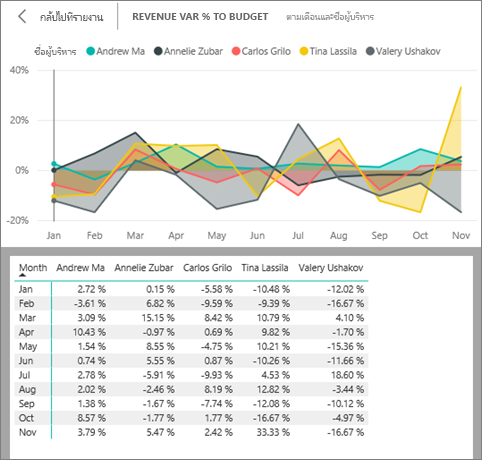 กลับไปที่รายงาน REVENUE VAR % TO BUDGET ตามเดือนและชื่อผู้บริหาร
ชื่อผู้บริหาร Andrew Ma Annelie Zubar Carlos Grilo Tina Lassila Valery Ushakov
40%
20%
0%
-20%
Jan Feb Mar Apr May Jun Jul Aug Sep Oct Nov
Month Andrew Ma Annelie Zubar Carlos Grilo Tina Lassila Valery Ushakov
Jan 2.72 % 0.15 % -5.58 % -10.48 % -12.02 %
Feb -3.61 % 6.82 % -9.59 % -9.39 % -16.67 %
Mar 3.09 % 15.15 % 8.42 % 10.79 % 4.10 %
Apr 10.43 % -0.97 % 0.69 % 9.82 % -1.70 %
May 1.54 % 8.55 % -4.75 % 10.21 % -15.36 %
Jun 0.74 % 5.55 % 0.87 % -10.26 % -11.66 %
Jul 2.78 % -5.91 % -9.93 % 4.53 % 18.60 %
Aug 2.02 % -2.46 % 8.19 % 12.82 % -3.44 %
Sep 1.38 % -1.67 % -7.74 % -12.08 % -10.12 %
Oct 8.57 % -1.77 % 1.77 % -16.67 % -4.97 %
Nov 3.79 % 5.47 % 2.42 % 33.33 % -16.67 %